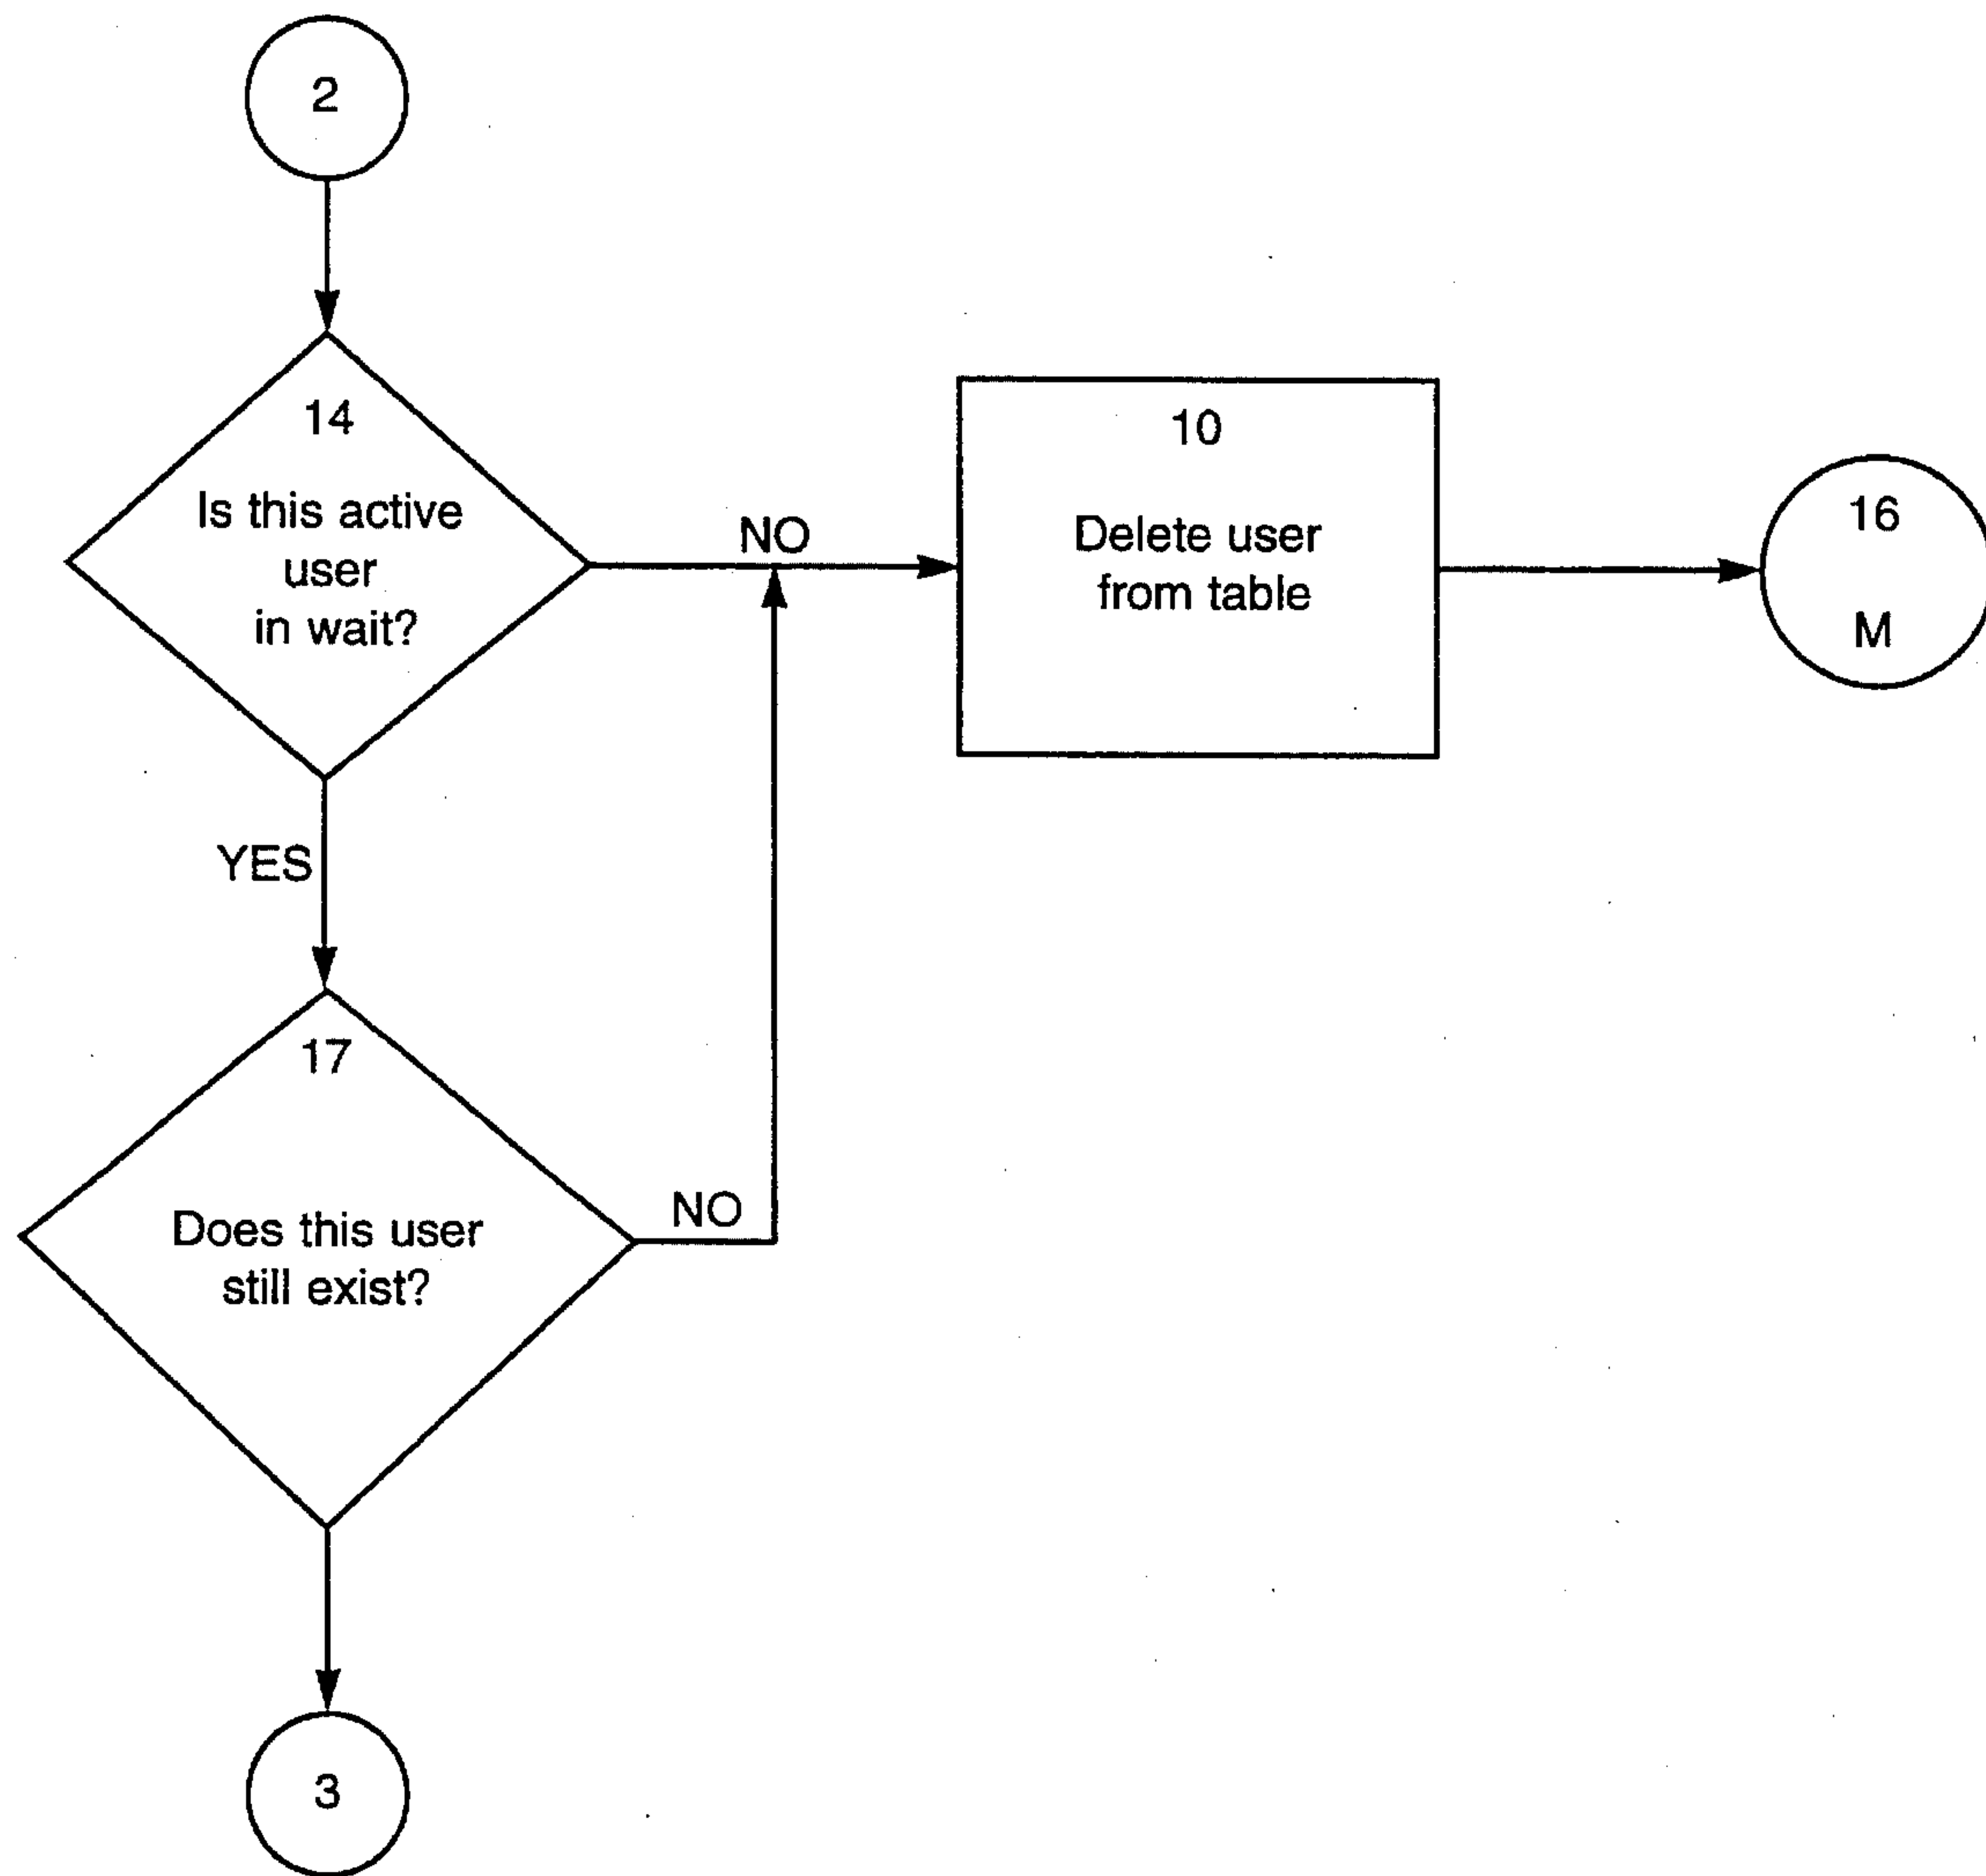 2
14
Is this active
user
in wait?
NO
10
Delete user
from table
16
M
YES
17
Does this user
still exist?
NO
3